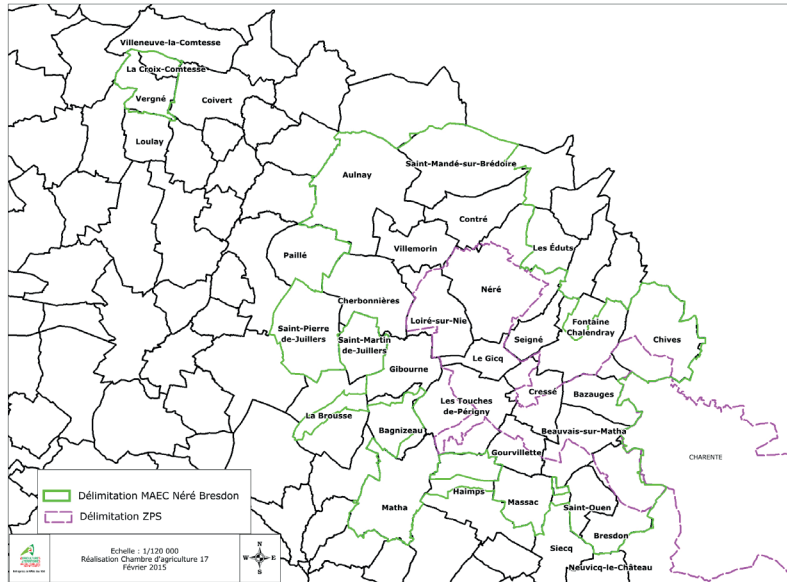 Villeneuve-la-Comtesse
La Croix-Comtesse
Vergné
Coivert
Loulay
Aulnay
Saint-Mandé-sur-Brédoire
Contré
Villemorin
Les Éduts
Paillé
Néré
Cherbonnières
Loiré-sur-Nie
Saint-Pierre
de-Juillers
Saint-Martin
de-Juillers
Seigné
Fontaine
Chalendray
Chives
Le Gicq
Gibourne
Cressé
Bazauges
Les Touches
de-Périgny
La Brousse
Bagnizeau
Beauvais-sur-Matha
Gourvillette
CHARENTE
Haimps
Massac
Matha
Saint-Ouen
Bresdon
Siecq
Neuvicq-le-Château
Délimitation MAEC Néré Bresdon
Délimitation ZPS
Echelle : 1/120 000
Réalisation Chambre d'agriculture 17
Février 2015
N
W
E
S